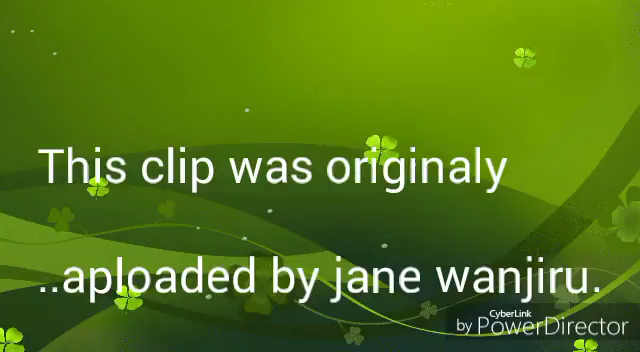 This clip was originaly
..aploaded by jane wanjiru.
CyberLink
by PowerDirector